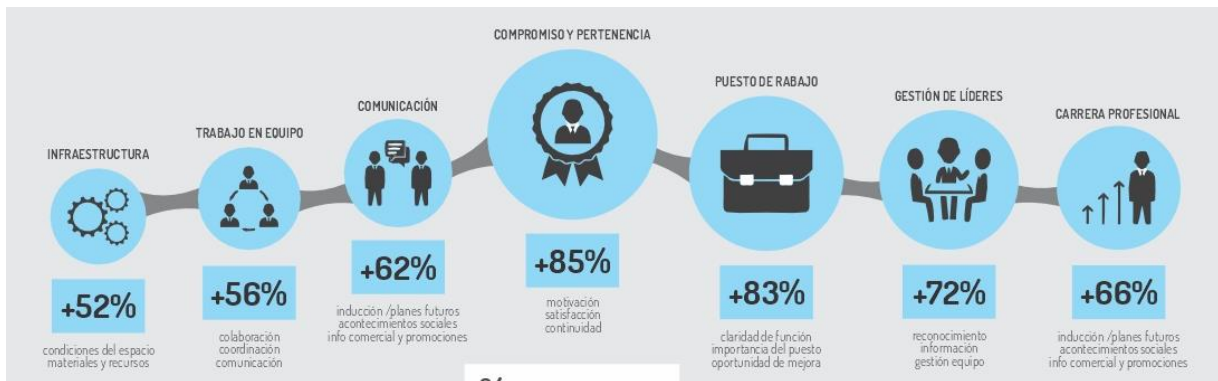 INFRAESTRUCTURA
+52%
condiciones del espacio
materiales y recursos
TRABAJO EN EQUIPO
+56%
colaboración
coordinación
comunicación
COMUNICACIÓN
+62%
inducción /planes futuros
acontecimientos sociales
info comercial y promociones
COMPROMISO Y PERTENENCIA
+85%
motivación
satisfacción
continuidad
PUESTO DE RABAJO
+83%
claridad de función
importancia del puesto
oportunidad de mejora
GESTIÓN DE LÍDERES
+72%
reconocimiento
información
gestión equipo
CARRERA PROFESIONAL
+66%
inducción/planes futuros
acontecimientos sociales
info comercial y promociones